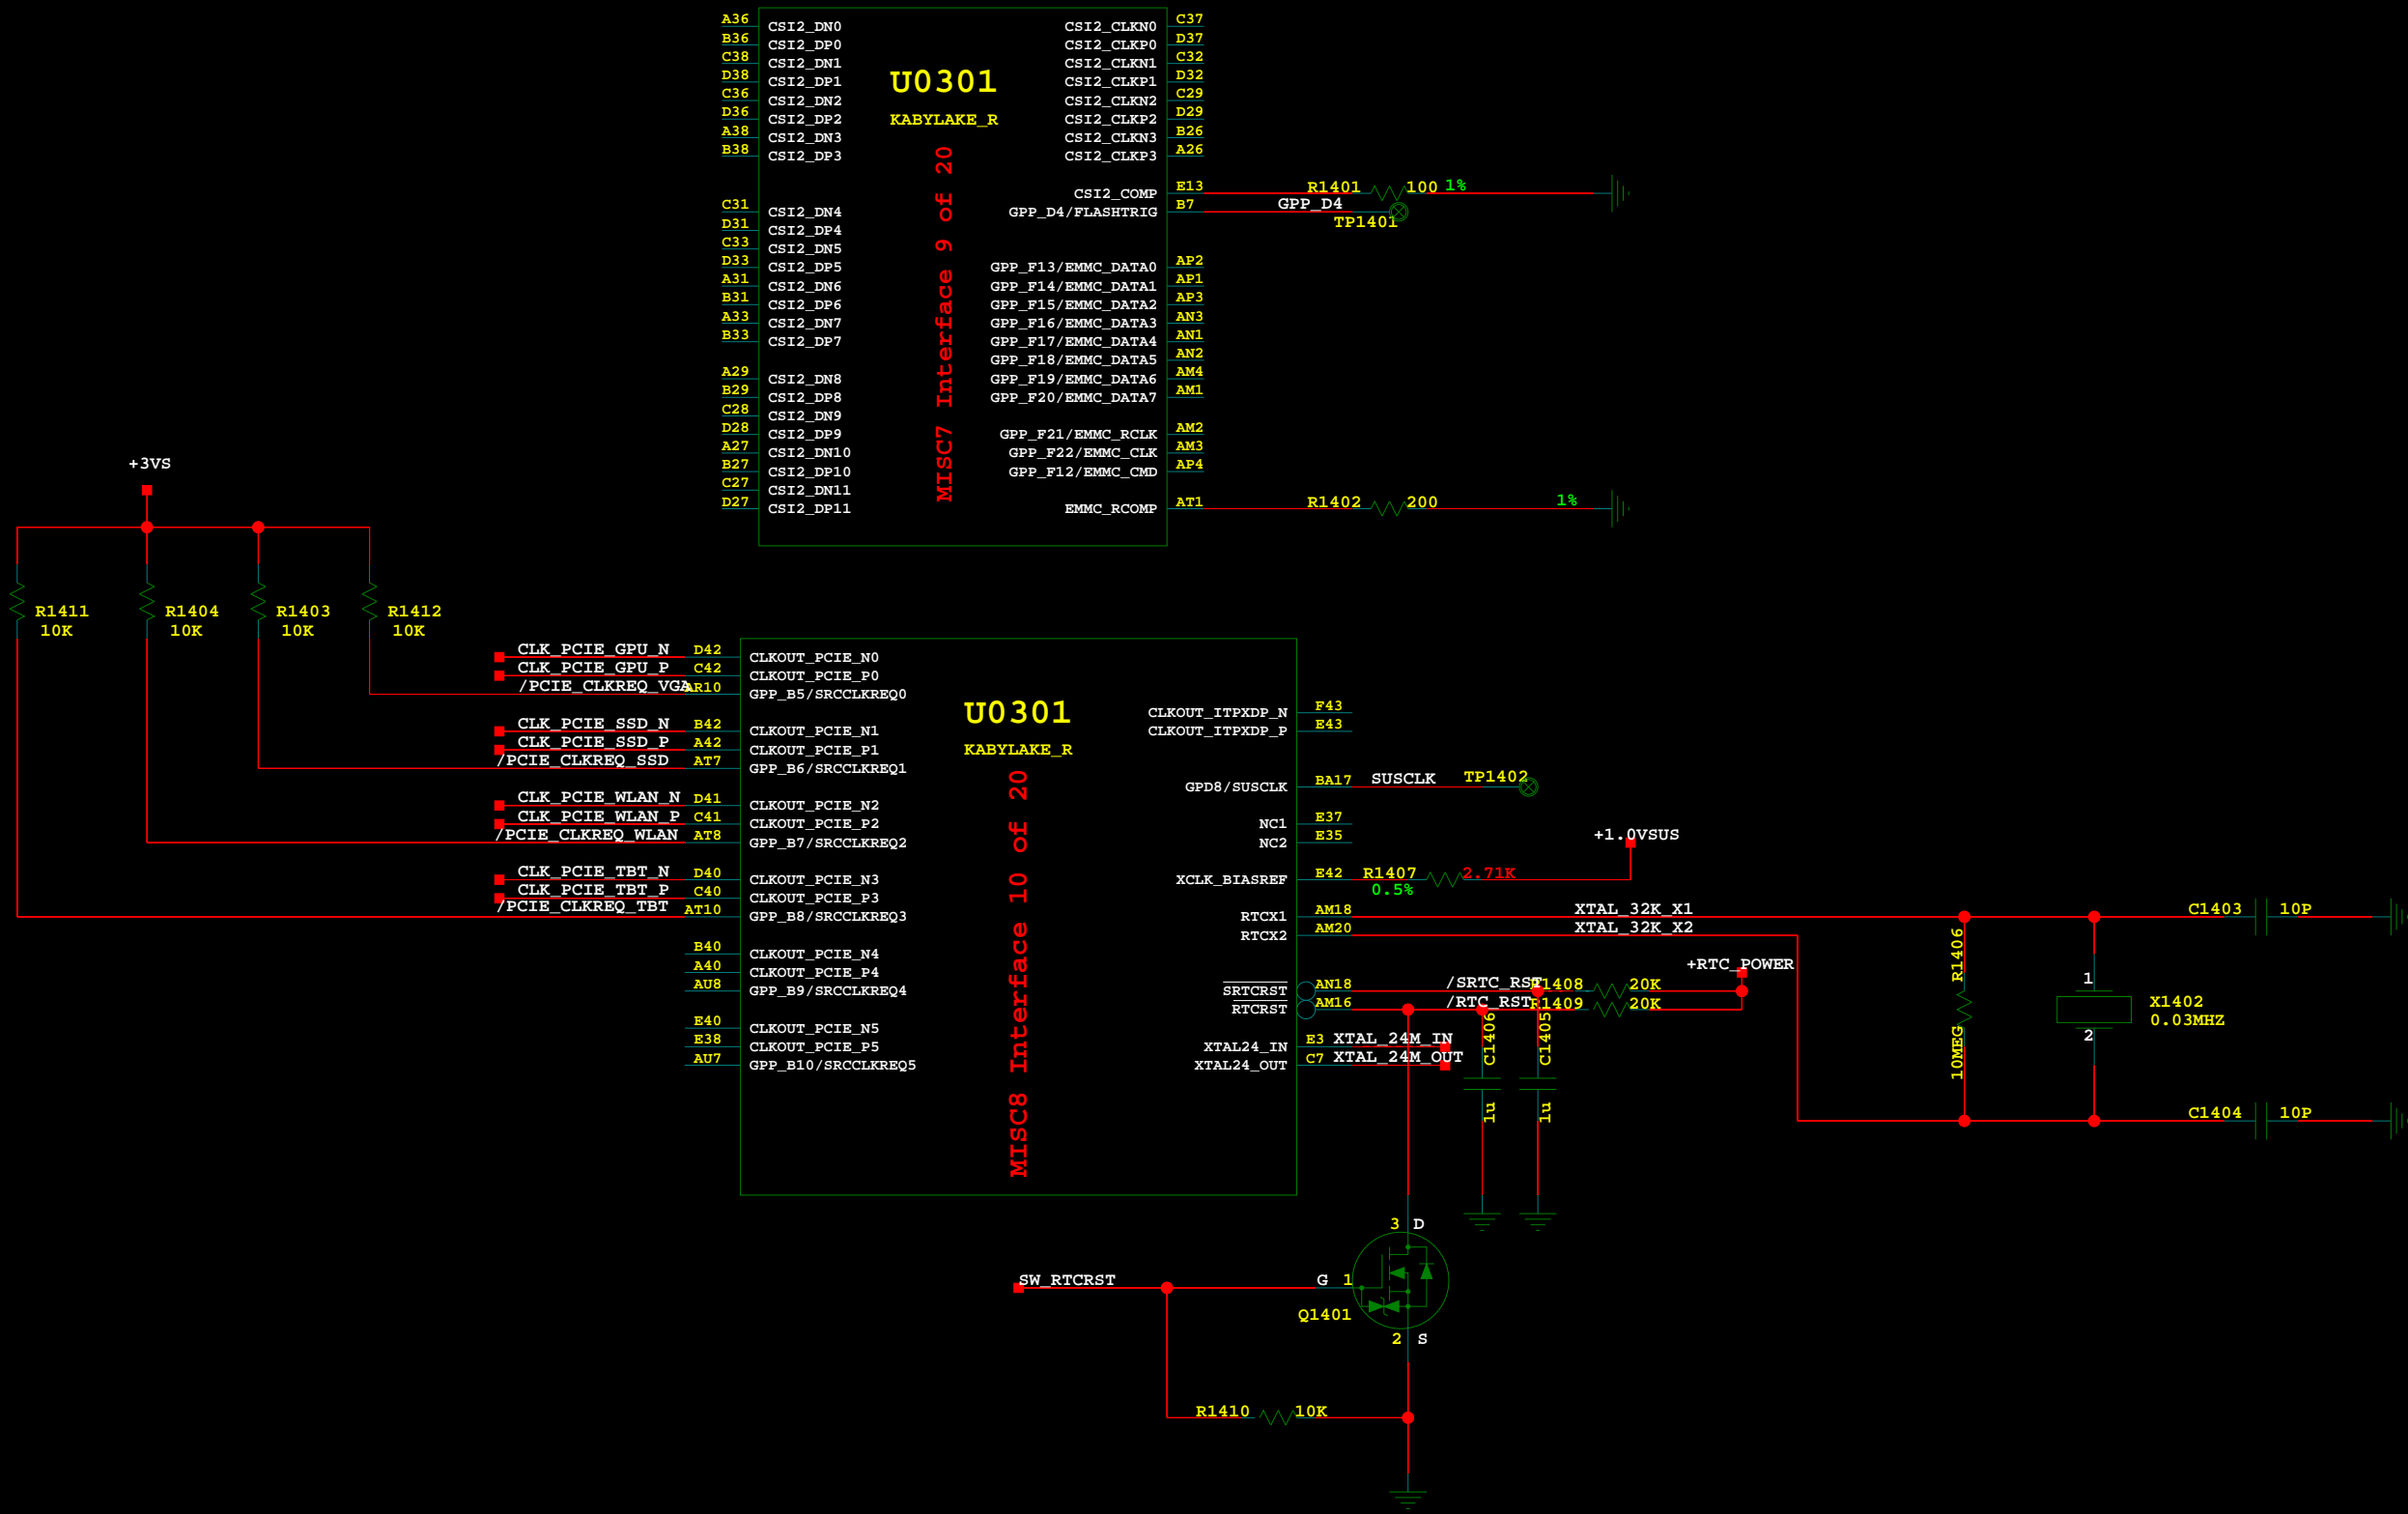 A36 CSI2_DN0 CSI2_CLKN0 C37
B36 CSI2_DP0 CSI2_CLKP0 D37
C38 CSI2_DN1 CSI2_CLKN1 C32
D38 CSI2_DP1 U0301 CSI2_CLKP1 D32
C36 CSI2_DN2 CSI2_CLKN2 C29
D36 CSI2_DP2 KABYLAKE_R CSI2_CLKP2 D29
A38 CSI2_DN3 CSI2_CLKN3 B26
B38 CSI2_DP3 CSI2_CLKP3 A26
MISC7 Interface 9 of 20
CSI2_COMP E13 R1401 100 1%
C31 CSI2_DN4 GPP_D4/FLASHTRIG B7 GPP_D4 TP1401
D31 CSI2_DP4
C33 CSI2_DN5
D33 CSI2_DP5 GPP_F13/EMMC_DATA0 AP2
A31 CSI2_DN6 GPP_F14/EMMC_DATA1 AP1
B31 CSI2_DP6 GPP_F15/EMMC_DATA2 AP3
A33 CSI2_DN7 GPP_F16/EMMC_DATA3 AN3
B33 CSI2_DP7 GPP_F17/EMMC_DATA4 AN1
GPP_F18/EMMC_DATA5 AN2
A29 CSI2_DN8 GPP_F19/EMMC_DATA6 AM4
B29 CSI2_DP8 GPP_F20/EMMC_DATA7 AM1
C28 CSI2_DN9
D28 CSI2_DP9 GPP_F21/EMMC_RCLK AM2
A27 CSI2_DN10 GPP_F22/EMMC_CLK AM3
B27 CSI2_DP10 GPP_F12/EMMC_CMD AP4
C27 CSI2_DN11
D27 CSI2_DP11 EMMC_RCOMP AT1 R1402 200 1%
+3VS
R1411 R1404 R1403 R1412
10K 10K 10K 10K
CLK_PCIE_GPU_N D42 CLKOUT_PCIE_N0
CLK_PCIE_GPU_P C42 CLKOUT_PCIE_P0
/PCIE_CLKREQ_VGA AR10 GPP_B5/SRCCLKREQ0
U0301
KABYLAKE_R
MISC8 Interface 10 of 20
CLKOUT_ITPXDP_N F43
CLK_PCIE_SSD_N B42 CLKOUT_PCIE_N1 CLKOUT_ITPXDP_P E43
CLK_PCIE_SSD_P A42 CLKOUT_PCIE_P1
/PCIE_CLKREQ_SSD AT7 GPP_B6/SRCCLKREQ1
GPD8/SUSCLK BA17 SUSCLK TP1402
CLK_PCIE_WLAN_N D41 CLKOUT_PCIE_N2
CLK_PCIE_WLAN_P C41 CLKOUT_PCIE_P2 NC1 E37
/PCIE_CLKREQ_WLAN AT8 GPP_B7/SRCCLKREQ2 NC2 E35
+1.0VSUS
CLK_PCIE_TBT_N D40 CLKOUT_PCIE_N3 XCLK_BIASREF E42 R1407 2.71K
0.5%
CLK_PCIE_TBT_P C40 CLKOUT_PCIE_P3
/PCIE_CLKREQ_TBT AT10 GPP_B8/SRCCLKREQ3 RTCX1 AM18 XTAL_32K_X1 C1403 10P
RTCX2 AM20 XTAL_32K_X2
B40 CLKOUT_PCIE_N4
A40 CLKOUT_PCIE_P4 +RTC_POWER
AU8 GPP_B9/SRCCLKREQ4 SRTCRST AN18 /SRTC_RST R1408 20K
RTCRST AM16 /RTC_RST R1409 20K
R1406
10MEG
1
2
X1402
0.03MHZ
E40 CLKOUT_PCIE_N5
E38 CLKOUT_PCIE_P5 XTAL24_IN E3 XTAL_24M_IN
AU7 GPP_B10/SRCCLKREQ5 XTAL24_OUT C7 XTAL_24M_OUT
C1406
1u
C1405
1u
C1404 10P
3 D
SW_RTCRST G 1
Q1401
2 S
R1410 10K